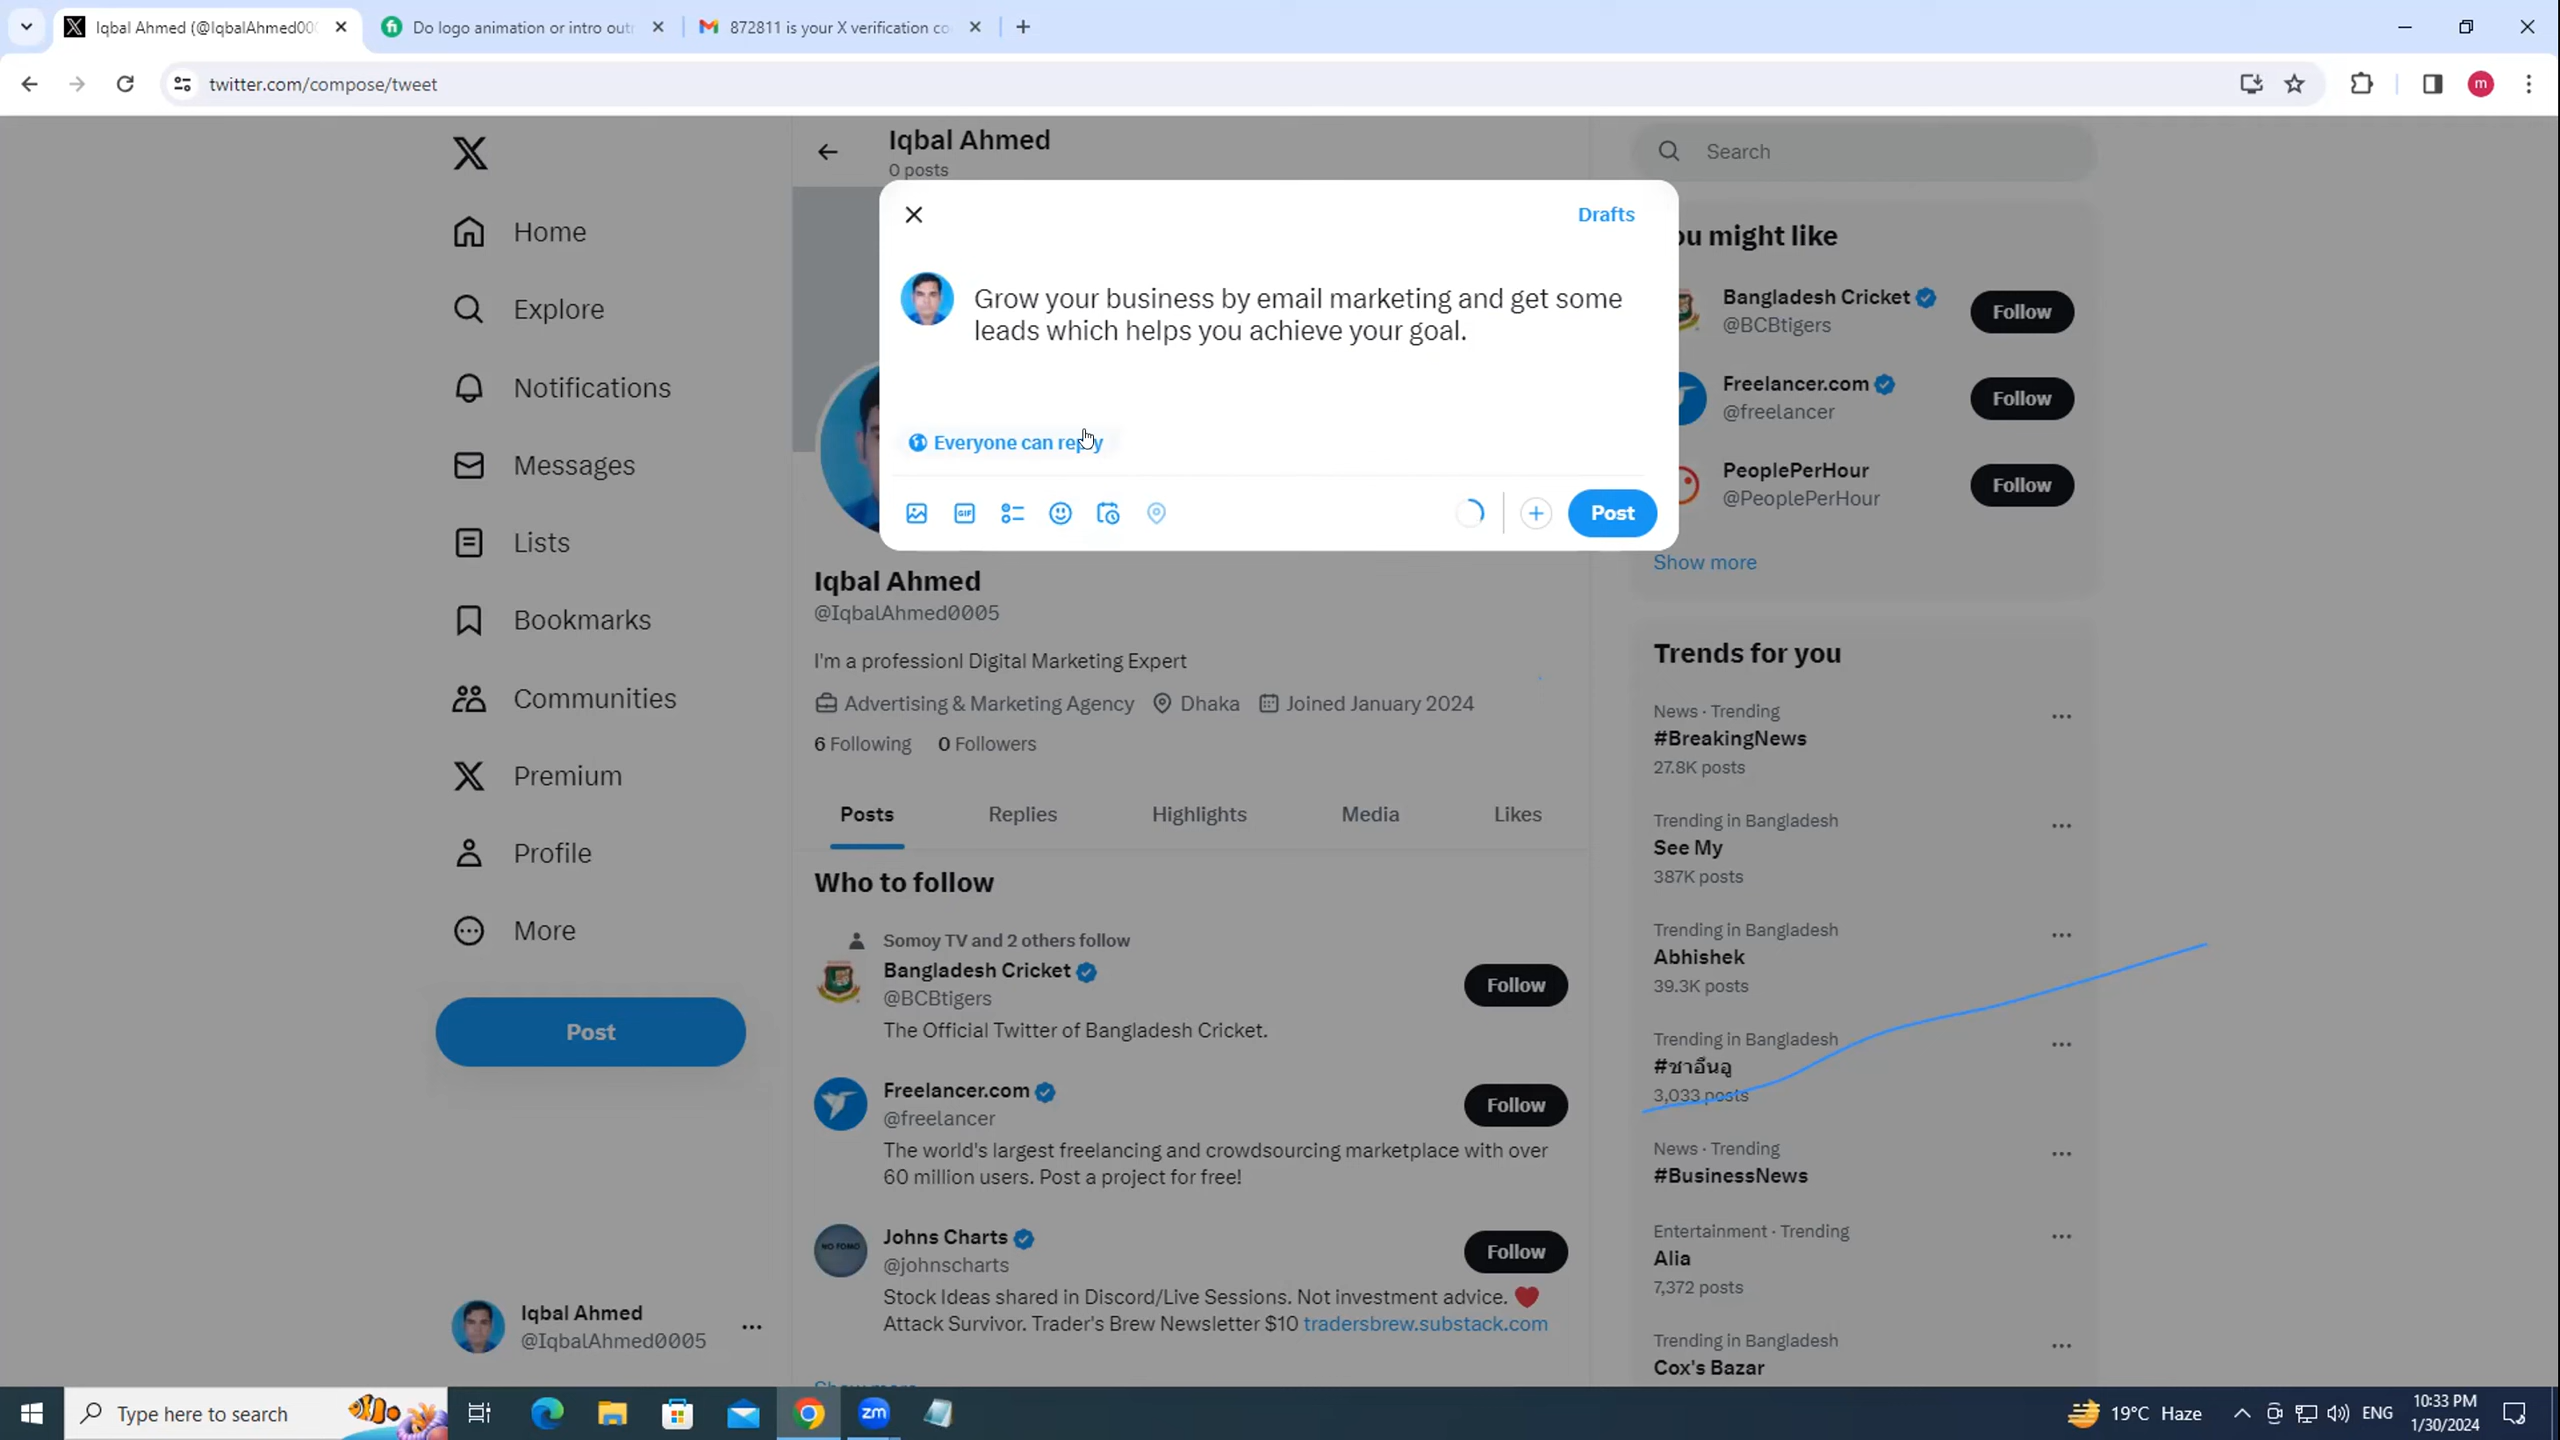 Iqbal Ahmed (@IqbalAhmed00
Do logo animation or intro out
872811 is your X verification co
twitter.com/compose/tweet
m
Home
Explore
Notifications
Messages
Lists
Bookmarks
Communities
Premium
Profile
More
Post
Iqbal Ahmed
@IqbalAhmed0005
Iqbal Ahmed
0 posts
Drafts
Grow your business by email marketing and get some
leads which helps you achieve your goal.
Everyone can reply
GIF
Post
Iqbal Ahmed
@IqbalAhmed0005
I'm a professionl Digital Marketing Expert
Advertising & Marketing Agency Dhaka Joined January 2024
6 Following 0 Followers
Posts Replies Highlights Media Likes
Who to follow
Somoy TV and 2 others follow
Bangladesh Cricket
@BCBtigers
Follow
The Official Twitter of Bangladesh Cricket.
Freelancer.com
@freelancer
Follow
The world's largest freelancing and crowdsourcing marketplace with over
60 million users. Post a project for free!
NO FOMO
Johns Charts
@johnscharts
Follow
Stock Ideas shared in Discord/Live Sessions. Not investment advice. ❤️
Attack Survivor. Trader's Brew Newsletter $10 tradersbrew.substack.com
Search
ou might like
Bangladesh Cricket
@BCBtigers
Follow
Freelancer.com
@freelancer
Follow
PeoplePerHour
@PeoplePerHour
Follow
Show more
Trends for you
News · Trending
#BreakingNews
27.8K posts
Trending in Bangladesh
See My
387K posts
Trending in Bangladesh
Abhishek
39.3K posts
Trending in Bangladesh
#ชาอึนอู
3,033 posts
News · Trending
#BusinessNews
Entertainment · Trending
Alia
7,372 posts
Trending in Bangladesh
Cox's Bazar
Type here to search
zm
19°C Haze
ENG
10:33 PM
1/30/2024